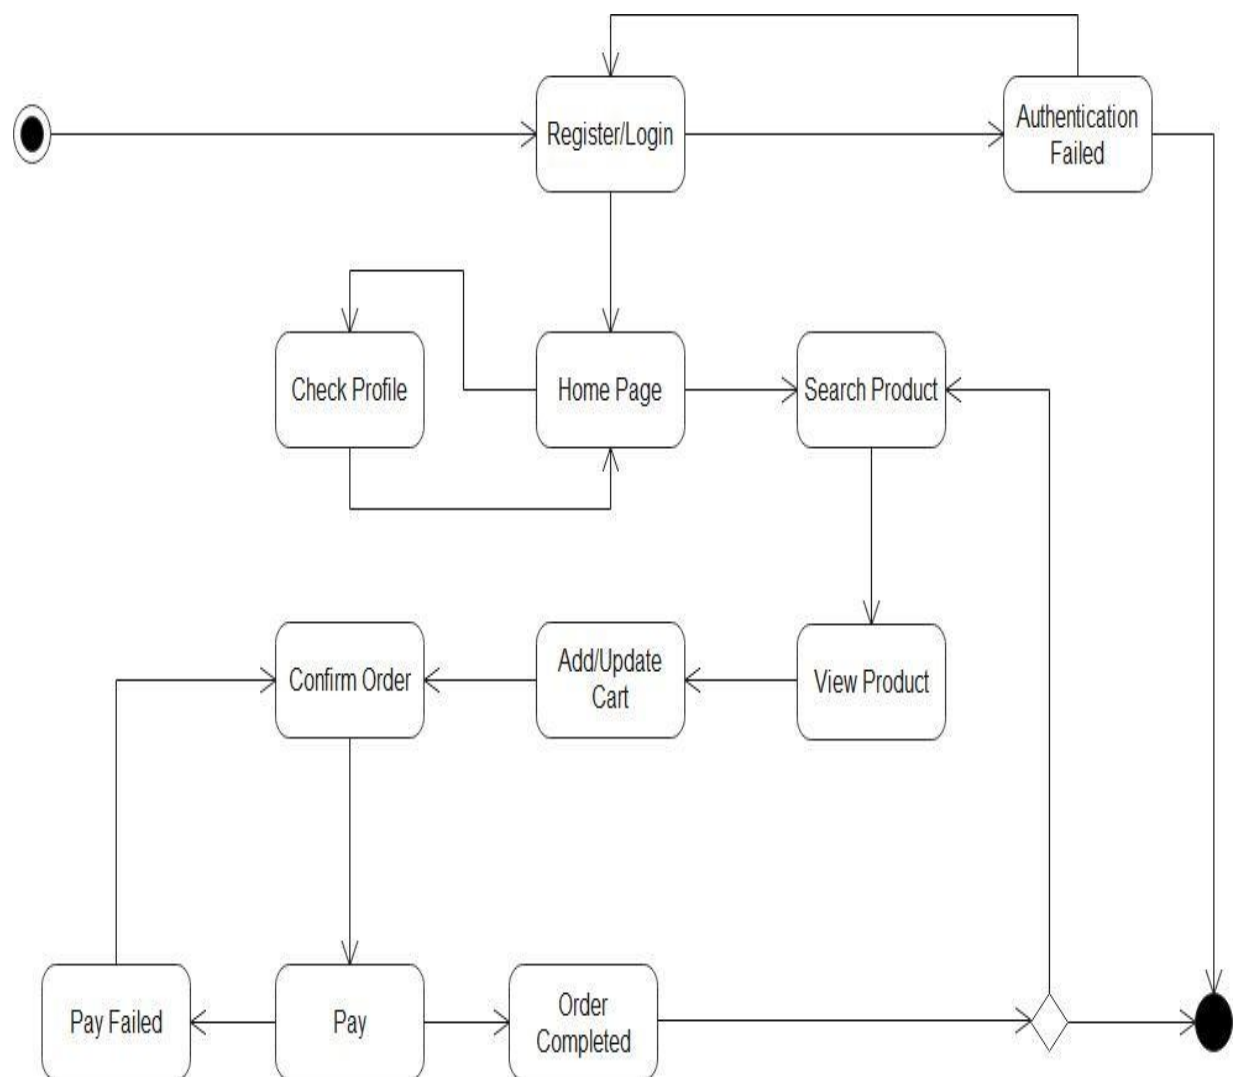 Register/Login
Authentication
Failed
Check Profile
Home Page
Search Product
Confirm Order
Add/Update
Cart
View Product
Pay Failed
Pay
Order
Completed